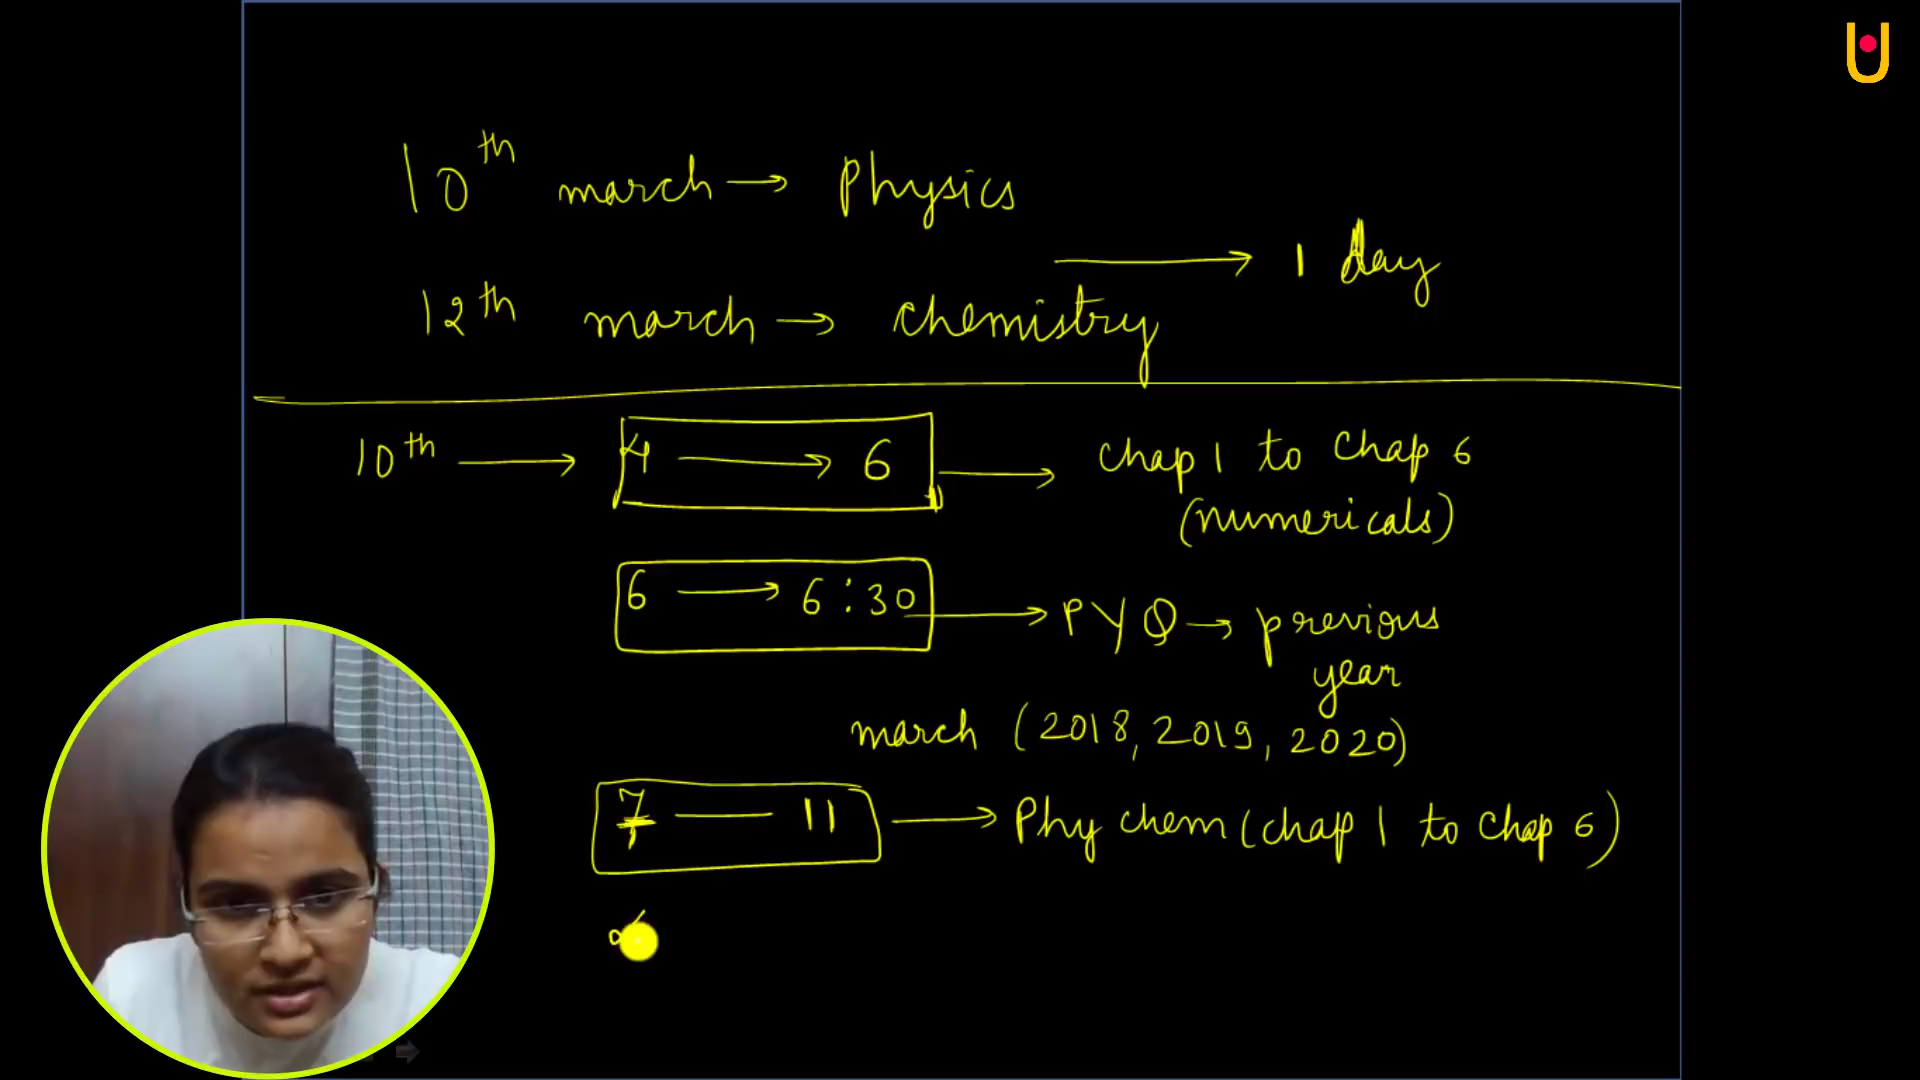 10th march → Physics
→ 1 day
12th march → chemistry
10th → 4 → 6 → chap 1 to chap 6
(numericals)
6 → 6:30 → PYQ → previous
year
march (2018, 2019, 2020)
7 — 11 → Phy chem (chap 1 to chap 6)